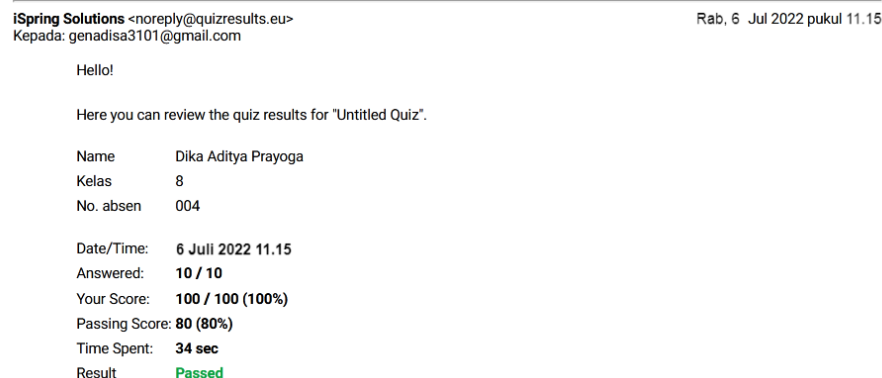 iSpring Solutions <noreply@quizresults.eu> Rab, 6 Jul 2022 pukul 11.15
Kepada: genadisa3101@gmail.com
Hello!
Here you can review the quiz results for "Untitled Quiz".
Name Dika Aditya Prayoga
Kelas 8
No. absen 004
Date/Time: 6 Juli 2022 11.15
Answered: 10 / 10
Your Score: 100 / 100 (100%)
Passing Score: 80 (80%)
Time Spent: 34 sec
Result Passed